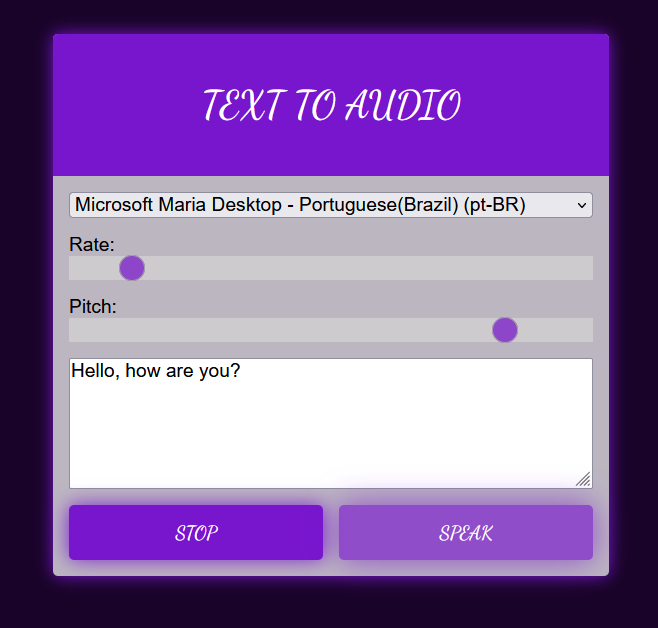 TEXT TO AUDIO
Microsoft Maria Desktop - Portuguese(Brazil) (pt-BR)
Rate:
Pitch:
Hello, how are you?
STOP
SPEAK